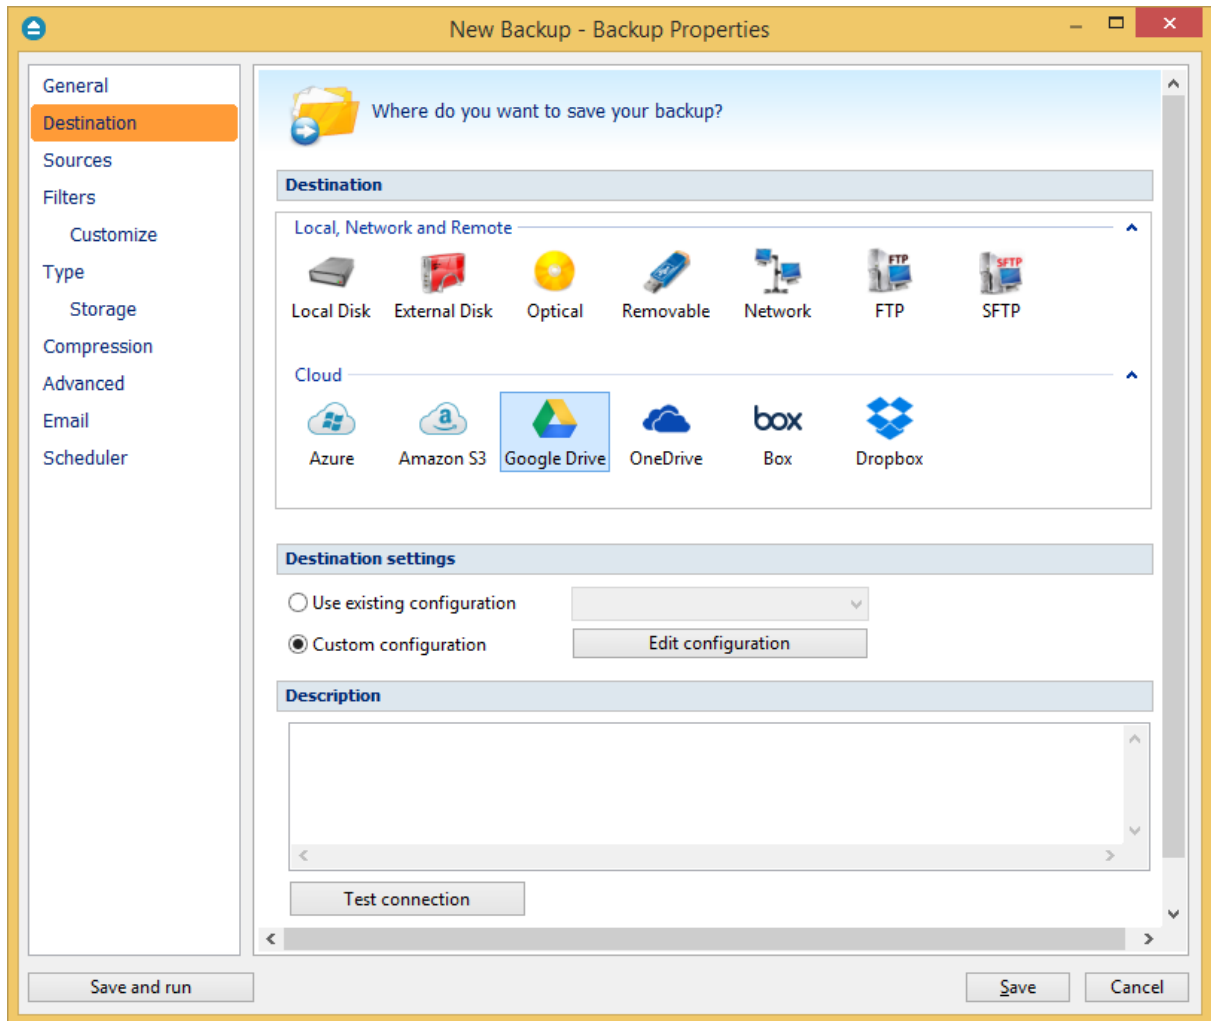 New Backup - Backup Properties
General
Destination
Sources
Filters
Customize
Type
Storage
Compression
Advanced
Email
Scheduler
Where do you want to save your backup?
Destination
Local, Network and Remote
FTP SFTP
Local Disk External Disk Optical Removable Network FTP SFTP
Cloud
a box
Azure Amazon S3 Google Drive OneDrive Box Dropbox
Destination settings
Use existing configuration
Custom configuration Edit configuration
Description
Test connection
Save and run Save Cancel